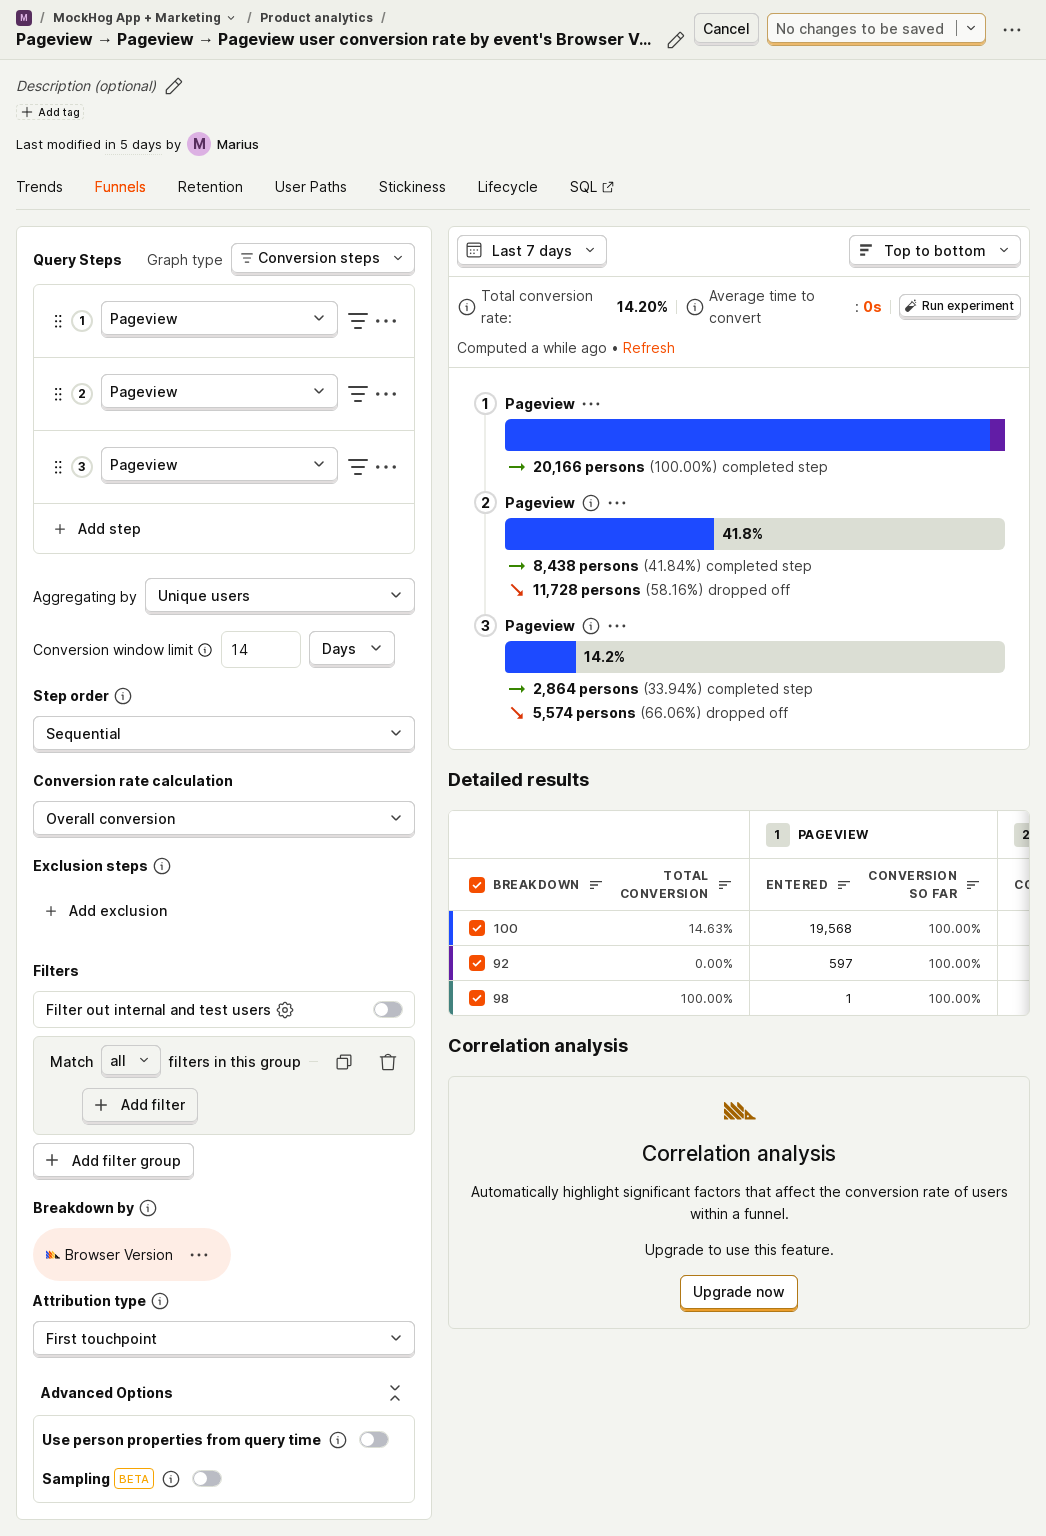 M / MockHog App + Marketing / Product analytics /
Pageview → Pageview → Pageview user conversion rate by event's Browser V...
Cancel
No changes to be saved
Description (optional)
Add tag
Last modified in 5 days by M Marius
Trends Funnels Retention User Paths Stickiness Lifecycle SQL
Query Steps
Graph type
Conversion steps
1 Pageview
2 Pageview
3 Pageview
Add step
Aggregating by Unique users
Conversion window limit 14 Days
Step order
Sequential
Conversion rate calculation
Overall conversion
Exclusion steps
Add exclusion
Filters
Filter out internal and test users
Match all filters in this group
Add filter
Add filter group
Breakdown by
Browser Version
Attribution type
First touchpoint
Advanced Options
Use person properties from query time
Sampling BETA
Last 7 days
Top to bottom
Total conversion
rate:
14.20%
Average time to
convert
: 0s
Run experiment
Computed a while ago • Refresh
1 Pageview
20,166 persons (100.00%) completed step
2 Pageview
41.8%
8,438 persons (41.84%) completed step
11,728 persons (58.16%) dropped off
3 Pageview
14.2%
2,864 persons (33.94%) completed step
5,574 persons (66.06%) dropped off
Detailed results
1 PAGEVIEW
2
BREAKDOWN
TOTAL
CONVERSION
ENTERED
CONVERSION
SO FAR
CO
100 14.63% 19,568 100.00%
92 0.00% 597 100.00%
98 100.00% 1 100.00%
Correlation analysis
Correlation analysis
Automatically highlight significant factors that affect the conversion rate of users
within a funnel.
Upgrade to use this feature.
Upgrade now